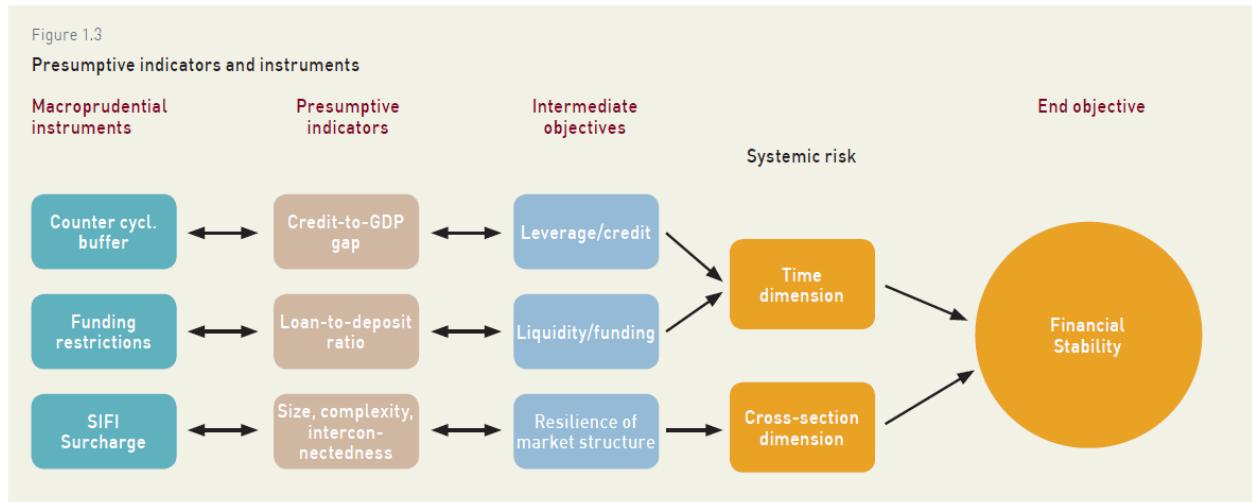 Figure 1.3
Presumptive indicators and instruments
Macroprudential
instruments
Presumptive
indicators
Intermediate
objectives
Systemic risk
End objective
Counter cycl.
buffer
Credit-to-GDP
gap
Leverage/credit
Time
dimension
Funding
restrictions
Loan-to-deposit
ratio
Liquidity/funding
Financial
Stability
SIFI
Surcharge
Size, complexity,
intercon-
nectedness
Resilience of
market structure
Cross-section
dimension